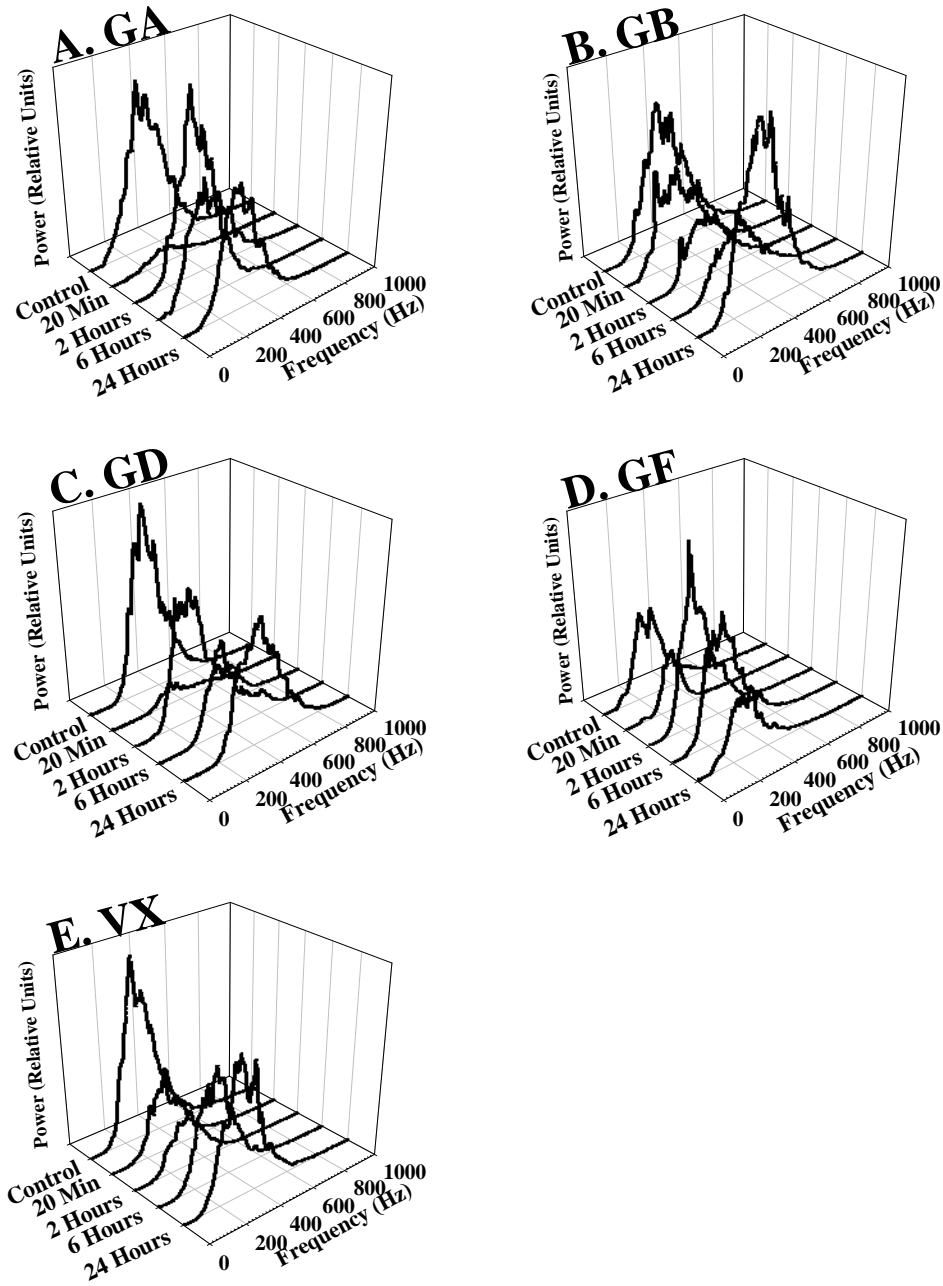 A. GA
Power (Relative Units)
Control
20 Min
2 Hours
6 Hours
24 Hours
0
200
400
600
800
1000
Frequency (Hz)
B. GB
Power (Relative Units)
Control
20 Min
2 Hours
6 Hours
24 Hours
0
200
400
600
800
1000
Frequency (Hz)
C. GD
Power (Relative Units)
Control
20 Min
2 Hours
6 Hours
24 Hours
0
200
400
600
800
1000
Frequency (Hz)
D. GF
Power (Relative Units)
Control
20 Min
2 Hours
6 Hours
24 Hours
0
200
400
600
800
1000
Frequency (Hz)
E. VX
Power (Relative Units)
Control
20 Min
2 Hours
6 Hours
24 Hours
0
200
400
600
800
1000
Frequency (Hz)